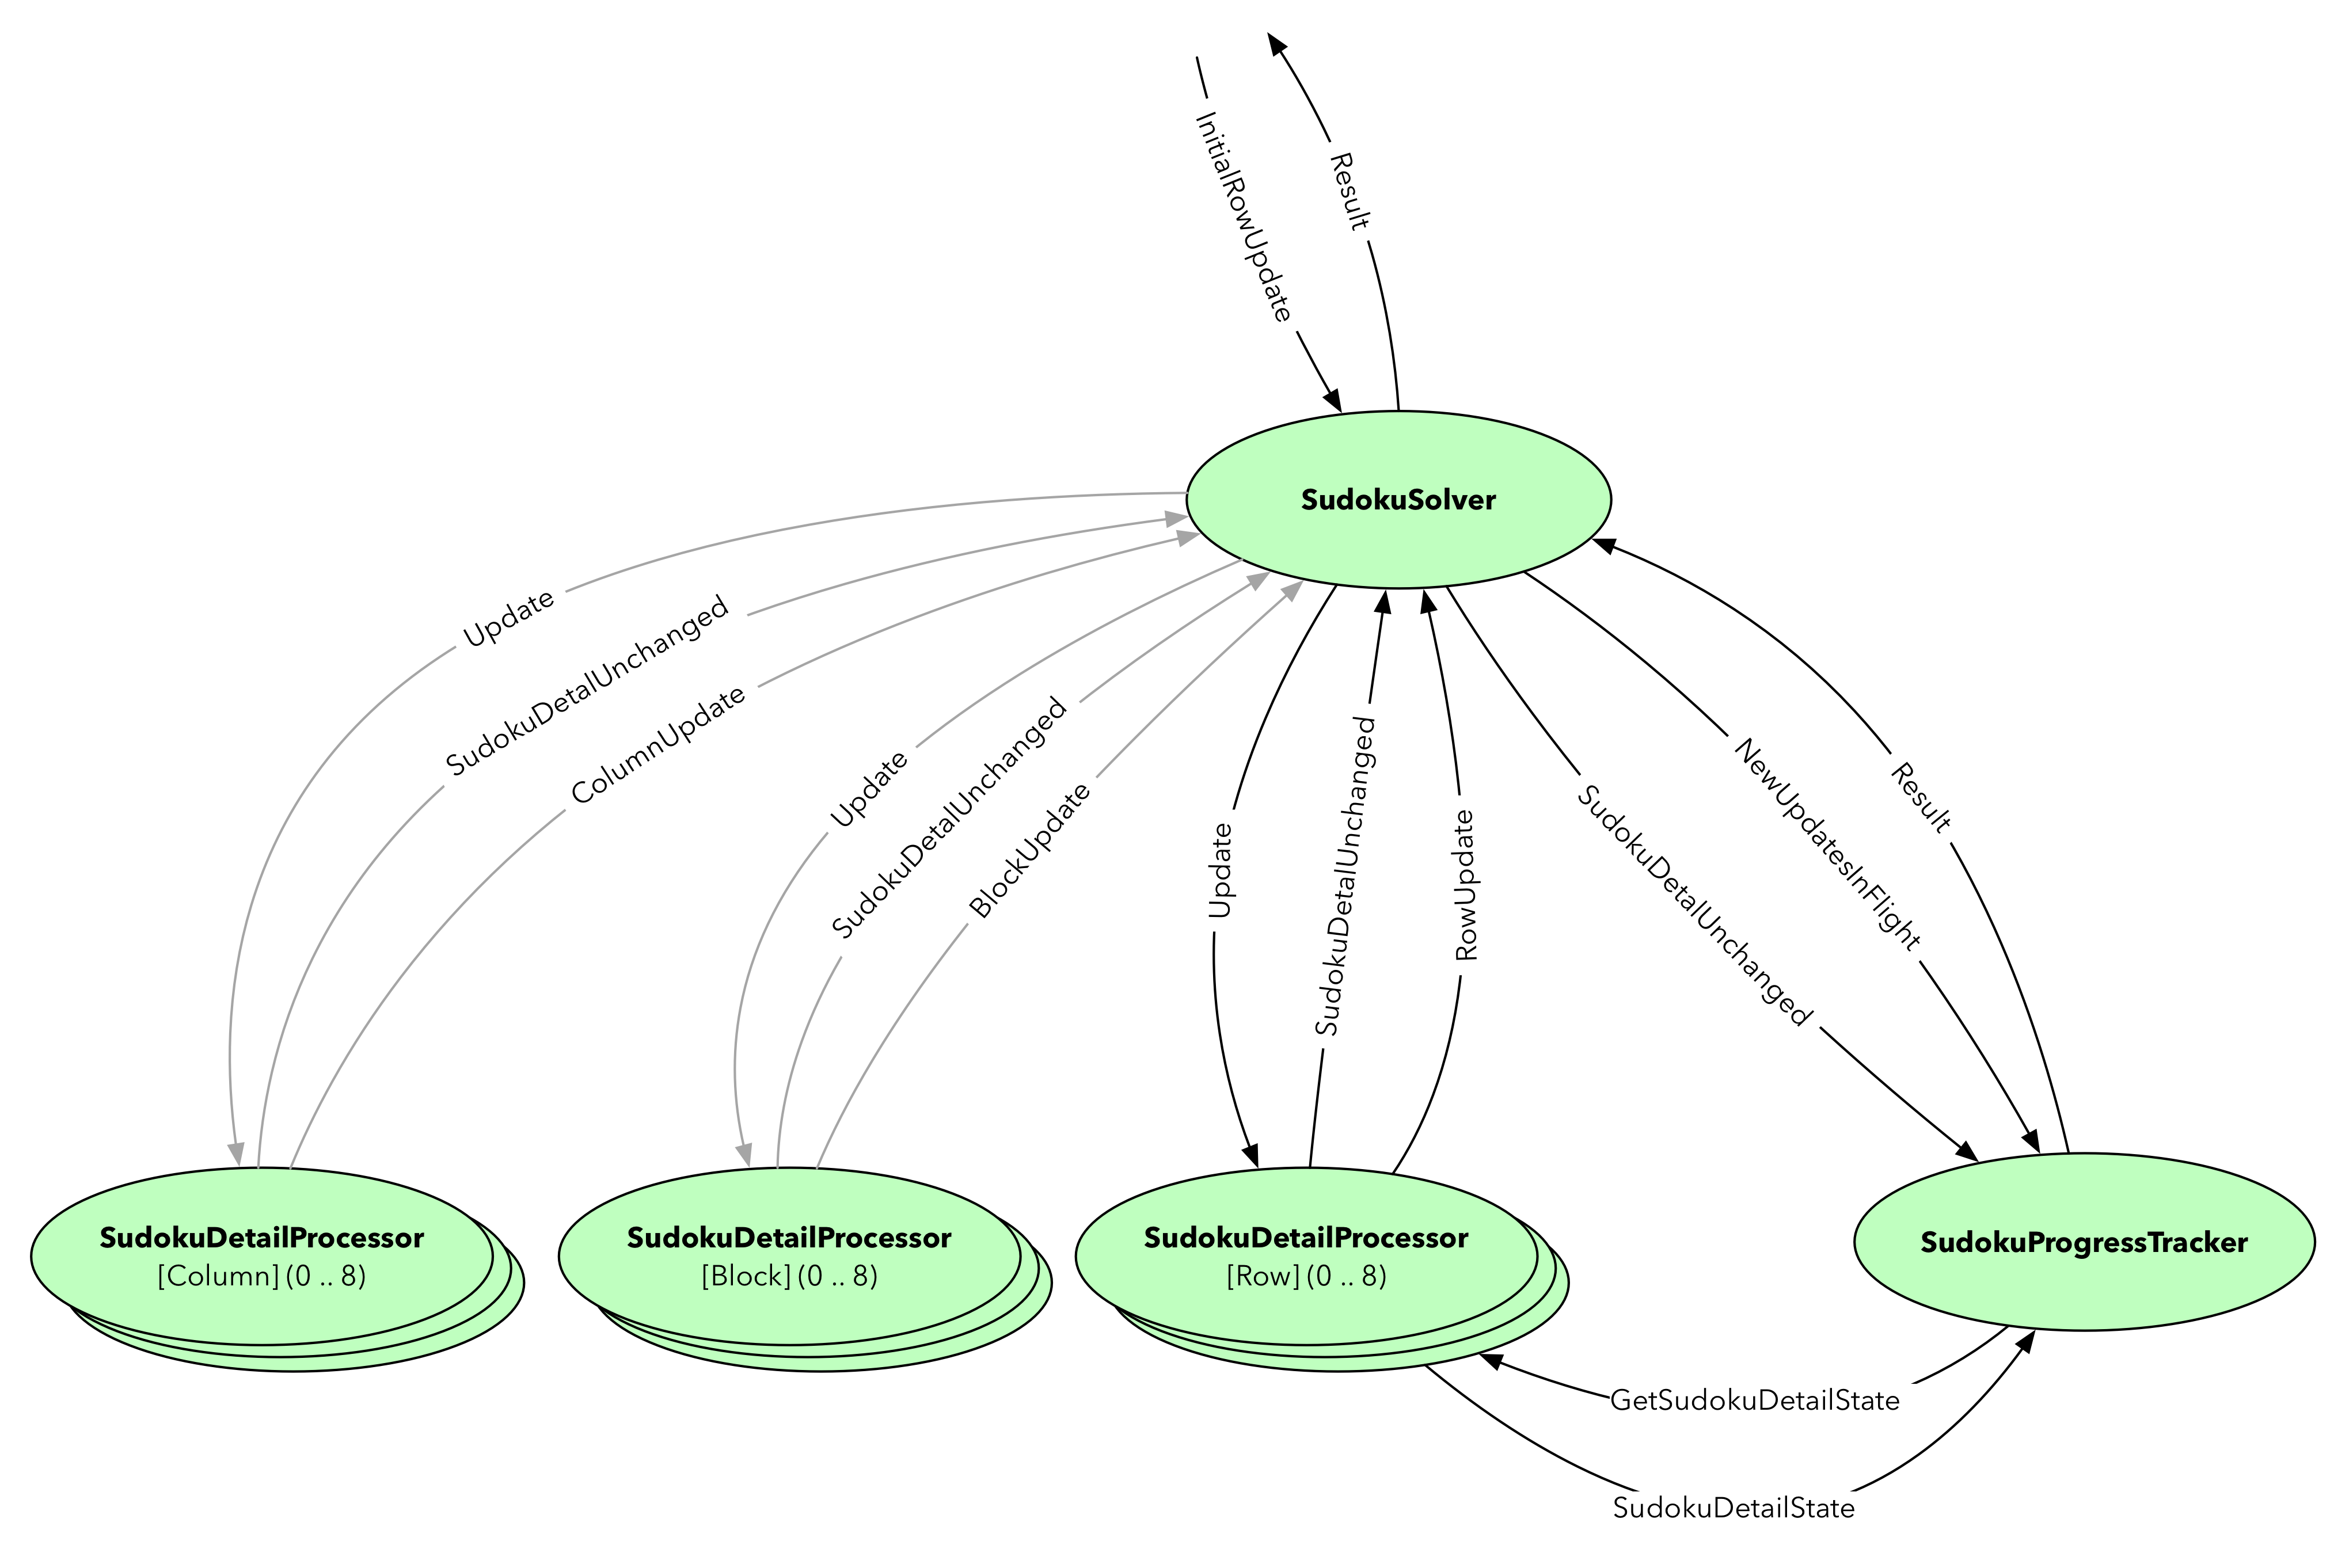 InitialRowUpdate
Result
SudokuSolver
Update
SudokuDetalUnchanged
ColumnUpdate
Update
SudokuDetalUnchanged
BlockUpdate
Update
SudokuDetalUnchanged
RowUpdate
SudokuDetalUnchanged
NewUpdatesInFlight
Result
SudokuDetailProcessor
[Column] (0 .. 8)
SudokuDetailProcessor
[Block] (0 .. 8)
SudokuDetailProcessor
[Row] (0 .. 8)
SudokuProgressTracker
GetSudokuDetailState
SudokuDetailState